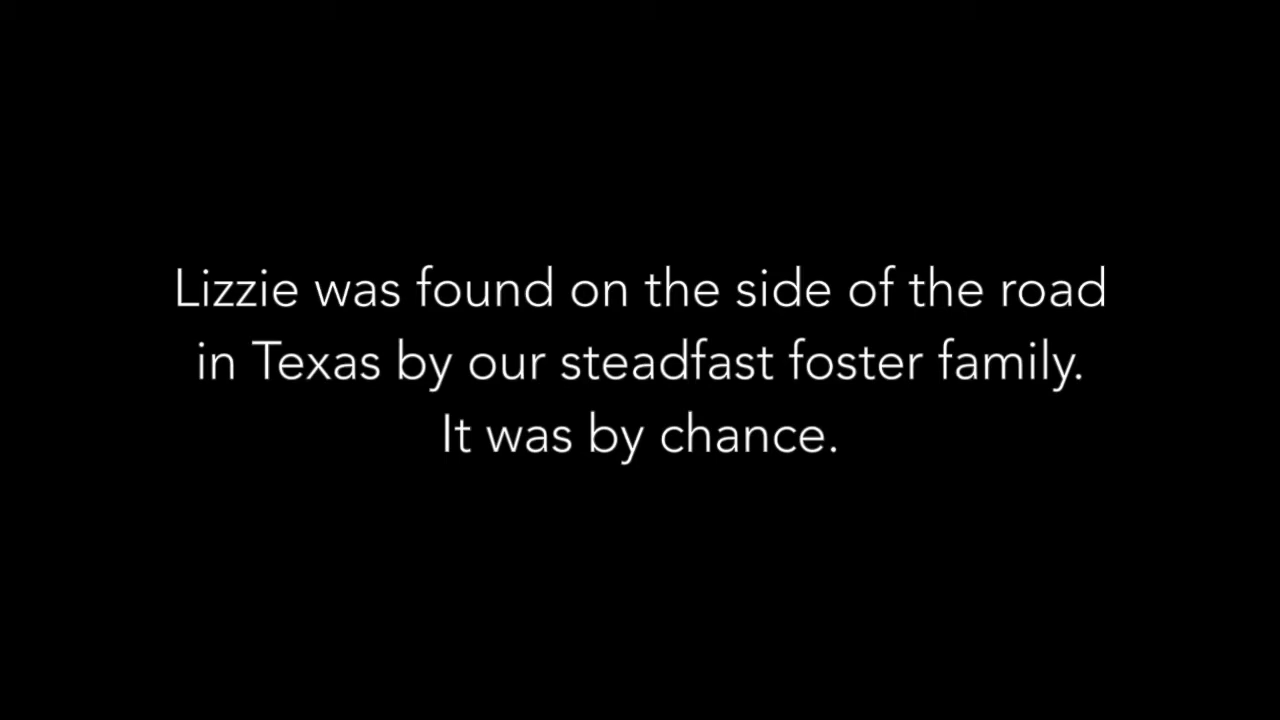 Lizzie was found on the side of the road
in Texas by our steadfast foster family.
It was by chance.